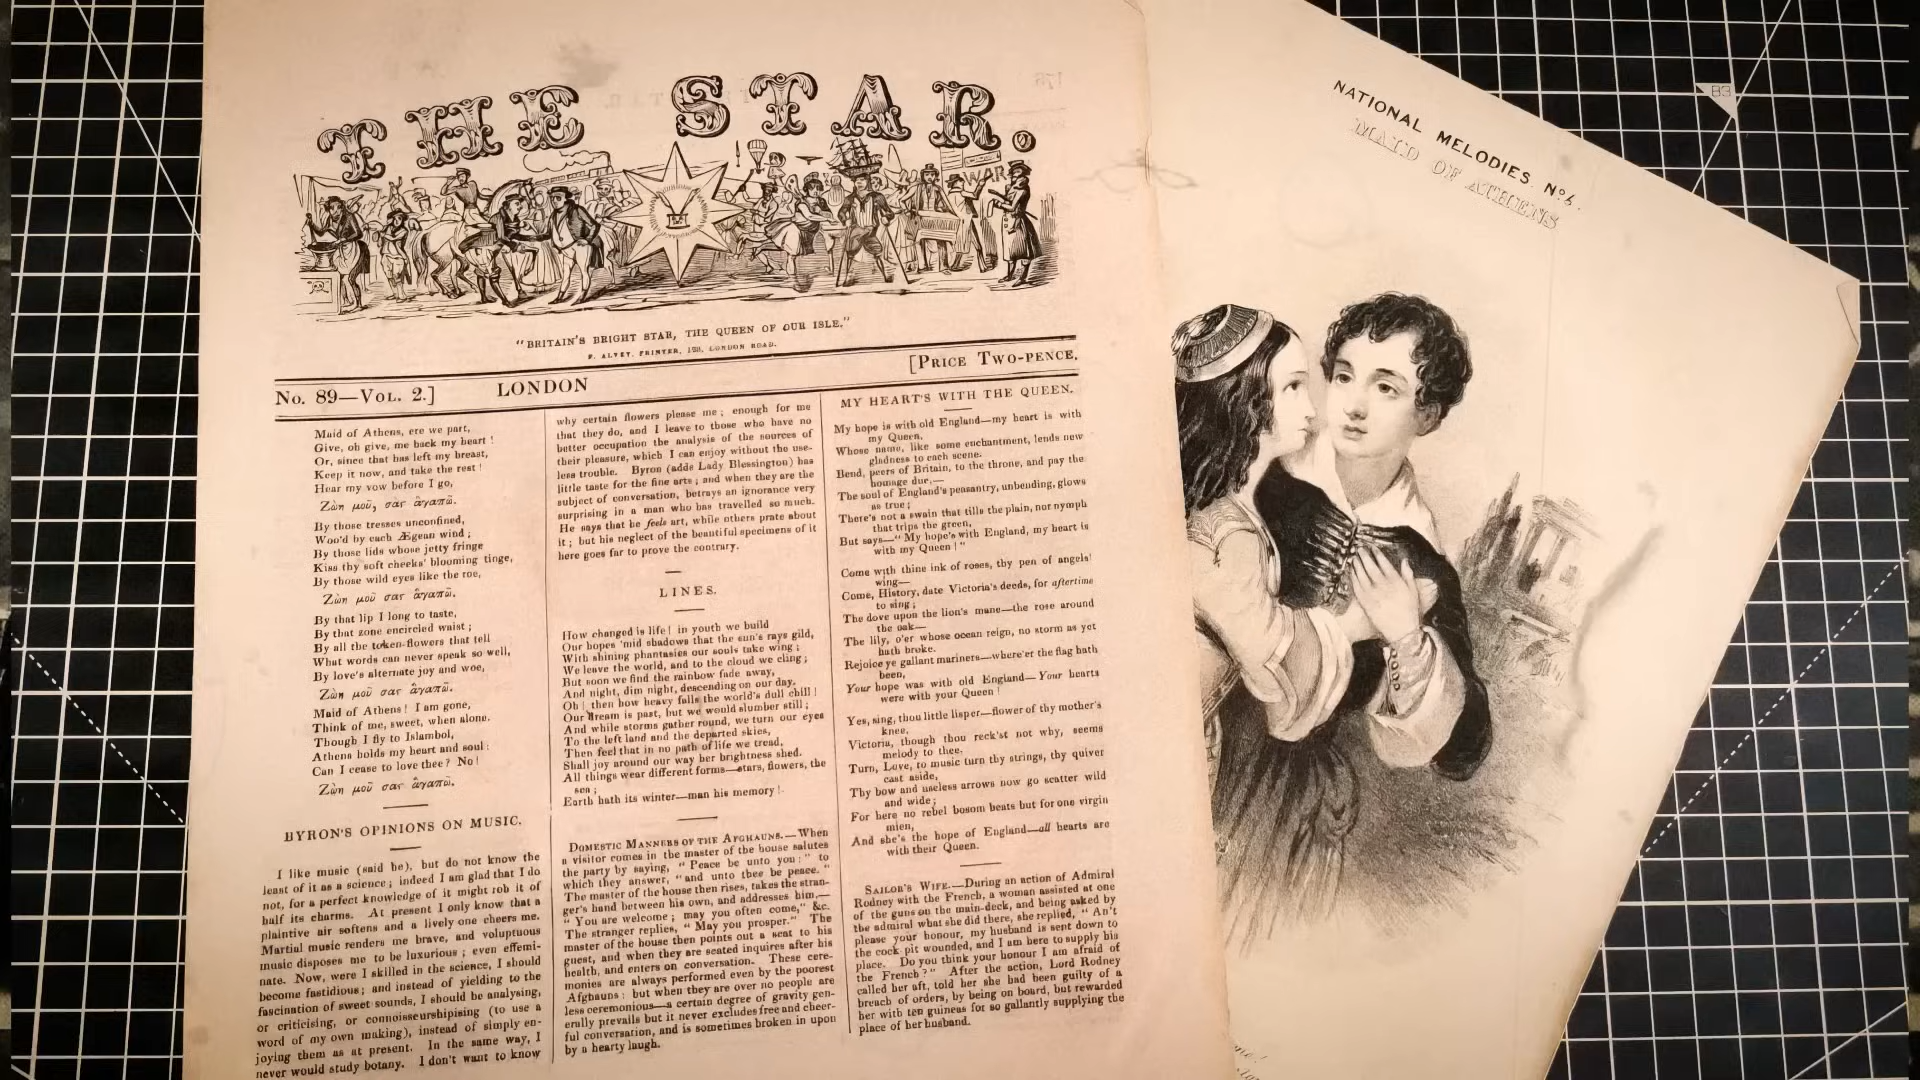 THE STAR.
WAR
"BRITAIN'S BRIGHT STAR, THE QUEEN OF OUR ISLE."
F. ALVEY, PRINTER, LONDON ROAD.
No. 89—VOL. 2.] LONDON [PRICE TWO-PENCE.
Maid of Athens, ere we part,
Give, oh give, me back my heart!
Or, since that has left my breast,
Keep it now, and take the rest!
Hear my vow before I go,
Ζὼη μοῦ, σας ἀγαπῶ.
By those tresses unconfined,
Woo'd by each Ægean wind;
By those lids whose jetty fringe
Kiss thy soft cheeks' blooming tinge,
By those wild eyes like the roe,
Ζὼη μοῦ σας ἀγαπῶ.
By that lip I long to taste,
By that zone encircled waist;
By all the token-flowers that tell
What words can never speak so well,
By love's alternate joy and woe,
Ζὼη μοῦ σας ἀγαπῶ.
Maid of Athens! I am gone,
Think of me, sweet, when alone.
Though I fly to Islambol,
Athens holds my heart and soul:
Can I cease to love thee? No!
Ζὼη μοῦ σας ἀγαπῶ.
BYRON'S OPINIONS ON MUSIC.
I like music (said he), but do not know the
least of it as a science; indeed I am glad that I do
not, for a perfect knowledge of it might rob it of
half its charms. At present I only know that a
plaintive air softens and a lively one cheers me.
Martial music renders me brave, and voluptuous
music disposes me to be luxurious; even effemi-
nate. Now, were I skilled in the science, I should
become fastidious; and instead of yielding to the
fascination of sweet sounds, I should be analysing,
or criticising, or connoisseurshipising (to use a
word of my own making), instead of simply en-
joying them as at present. In the same way, I
never would study botany. I don't want to know
why certain flowers please me; enough for me
that they do, and I leave to those who have no
better occupation the analysis of the sources of
their pleasure, which I can enjoy without the use-
less trouble. Byron (adds Lady Blessington) has
little taste for the fine arts; and when they are the
subject of conversation, betrays an ignorance very
surprising in a man who has travelled so much.
He says that he feels art, while others prate about
it; but his neglect of the beautiful specimens of it
here goes far to prove the contrary.
LINES.
How changed is life! in youth we build
Our hopes 'mid shadows that the sun's rays gild,
With shining phantasies our souls take wing;
We leave the world, and to the cloud we cling;
But soon we find the rainbow fade away,
And night, dim night, descending on our day.
Oh! then how heavy falls the world's dull chill!
Our dream is past, but we would slumber still;
And while storms gather round, we turn our eyes
To the left land and the departed skies,
Then feel that in no path of life we tread,
Shall joy around our way her brightness shed.
All things wear different forms—stars, flowers, the
sea;
Earth hath its winter—man his memory!
DOMESTIC MANNERS OF THE AFGHAUNS.—When
a visitor comes in the master of the house salutes
the party by saying, "Peace be unto you:" to
which they answer, "and unto thee be peace."
The master of the house then rises, takes the stran-
ger's hand between his own, and addresses him,—
"You are welcome; may you often come," &c.
The stranger replies, "May you prosper." The
master of the house then points out a seat to his
guest, and when they are seated inquires after his
health, and enters on conversation. These cere-
monies are always performed even by the poorest
Afghauns: but when they are over no people are
less ceremonious—a certain degree of gravity gen-
erally prevails but it never excludes free and cheer-
ful conversation, and is sometimes broken in upon
by a hearty laugh.
MY HEART'S WITH THE QUEEN.
My hope is with old England—my heart is with
my Queen,
Whose name, like some enchantment, lends new
gladness to each scene.
Bend, peers of Britain, to the throne, and pay the
homage due,—
The soul of England's peasantry, unbending, glows
as true;
There's not a swain that tills the plain, nor nymph
that trips the green,
But says—"My hope's with England, my heart is
with my Queen!"
Come with thine ink of roses, thy pen of angels'
wing—
Come, History, date Victoria's deeds, for aftertime
to sing;
The dove upon the lion's mane—the rose around
the oak—
The lily, o'er whose ocean reign, no storm as yet
hath broke.
Rejoice ye gallant mariners—where'er the flag hath
been,
Your hope was with old England—Your hearts
were with your Queen!
Yes, sing, thou little lisper—flower of thy mother's
knee,
Victoria, though thou reck'st not why, seems
melody to thee.
Turn, Love, to music turn thy strings, thy quiver
cast aside,
Thy bow and useless arrows now go scatter wild
and wide;
For here no rebel bosom beats but for one virgin
mien,
And she's the hope of England—all hearts are
with their Queen.
SAILOR'S WIFE.—During an action of Admiral
Rodney with the French, a woman assisted at one
of the guns on the main-deck, and being asked by
the admiral what she did there, she replied, "An't
please your honour, my husband is sent down to
the cock-pit wounded, and I am here to supply his
place. Do you think your honour I am afraid of
the French?" After the action, Lord Rodney
called her aft, told her she had been guilty of a
breach of orders, by being on board, but rewarded
her with ten guineas for so gallantly supplying the
place of her husband.
NATIONAL MELODIES. No 4.
MAID OF ATHENS
B3